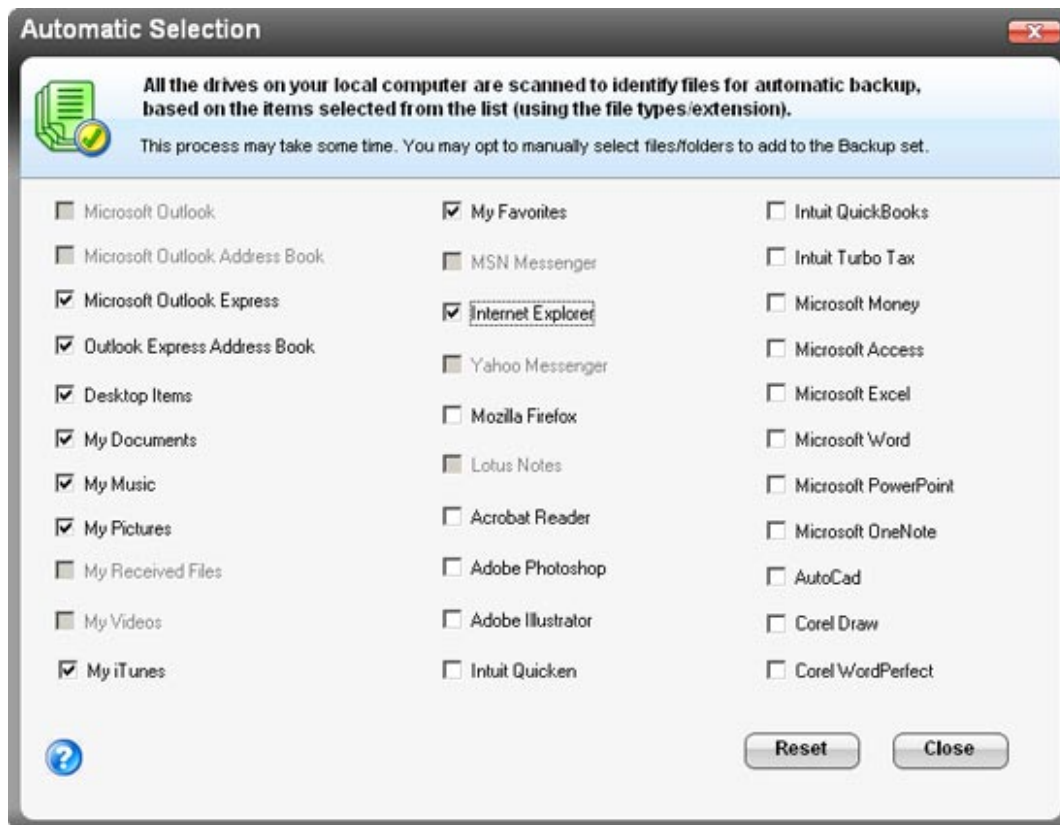 Automatic Selection
All the drives on your local computer are scanned to identify files for automatic backup,
based on the items selected from the list (using the file types/extension).
This process may take some time. You may opt to manually select files/folders to add to the Backup set.
Microsoft Outlook
Microsoft Outlook Address Book
Microsoft Outlook Express
Outlook Express Address Book
Desktop Items
My Documents
My Music
My Pictures
My Received Files
My Videos
My iTunes
My Favorites
MSN Messenger
Internet Explorer
Yahoo Messenger
Mozilla Firefox
Lotus Notes
Acrobat Reader
Adobe Photoshop
Adobe Illustrator
Intuit Quicken
Intuit QuickBooks
Intuit Turbo Tax
Microsoft Money
Microsoft Access
Microsoft Excel
Microsoft Word
Microsoft PowerPoint
Microsoft OneNote
AutoCad
Corel Draw
Corel WordPerfect
?
Reset
Close